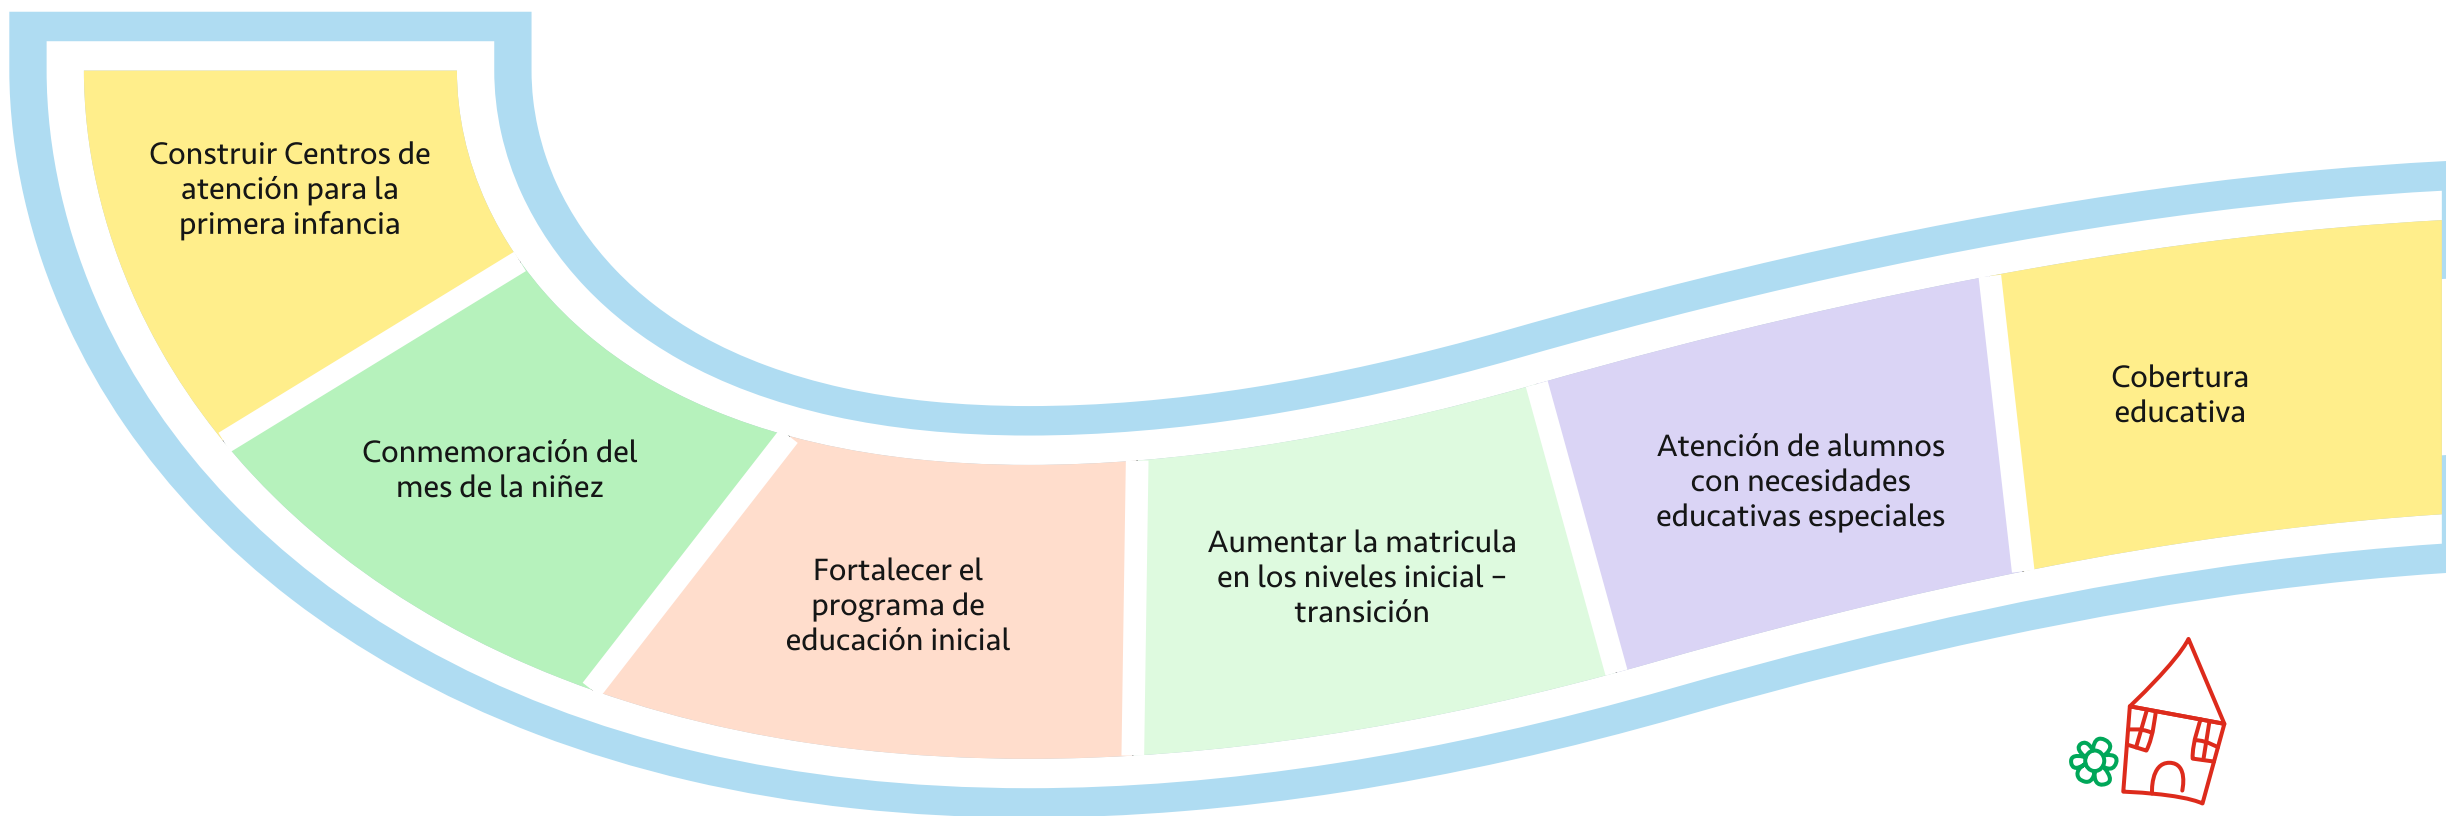 Construir Centros de
atención para la
primera infancia
Conmemoración del
mes de la niñez
Fortalecer el
programa de
educación inicial
Aumentar la matricula
en los niveles inicial –
transición
Atención de alumnos
con necesidades
educativas especiales
Cobertura
educativa